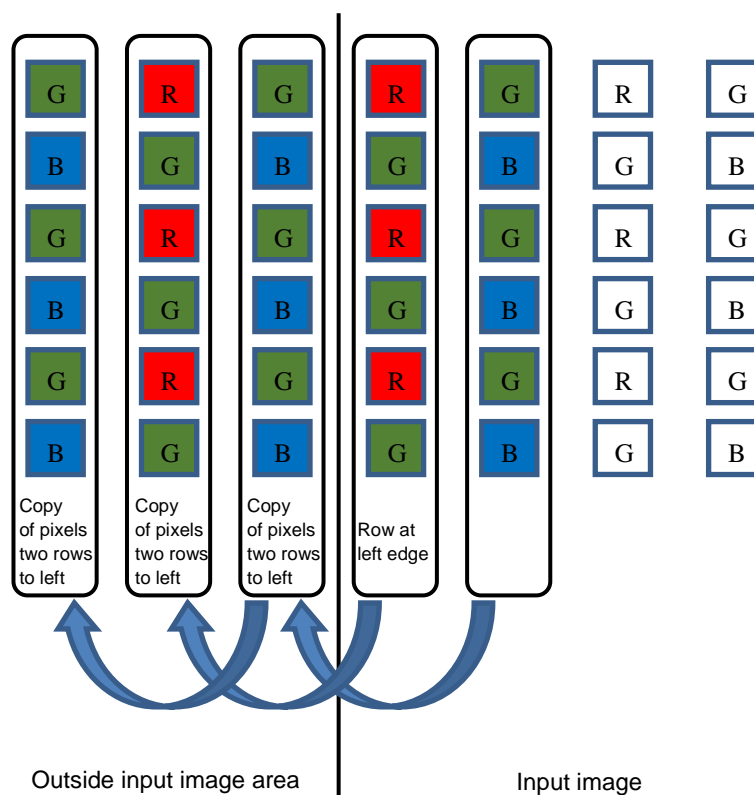 G R G R G R G
B G B G B G B
G R G R G R G
B G B G B G B
G R G R G R G
B G B G B G B
Copy
of pixels
two rows
to left
Copy
of pixels
two rows
to left
Copy
of pixels
two rows
to left
Row at
left edge
Outside input image area
Input image